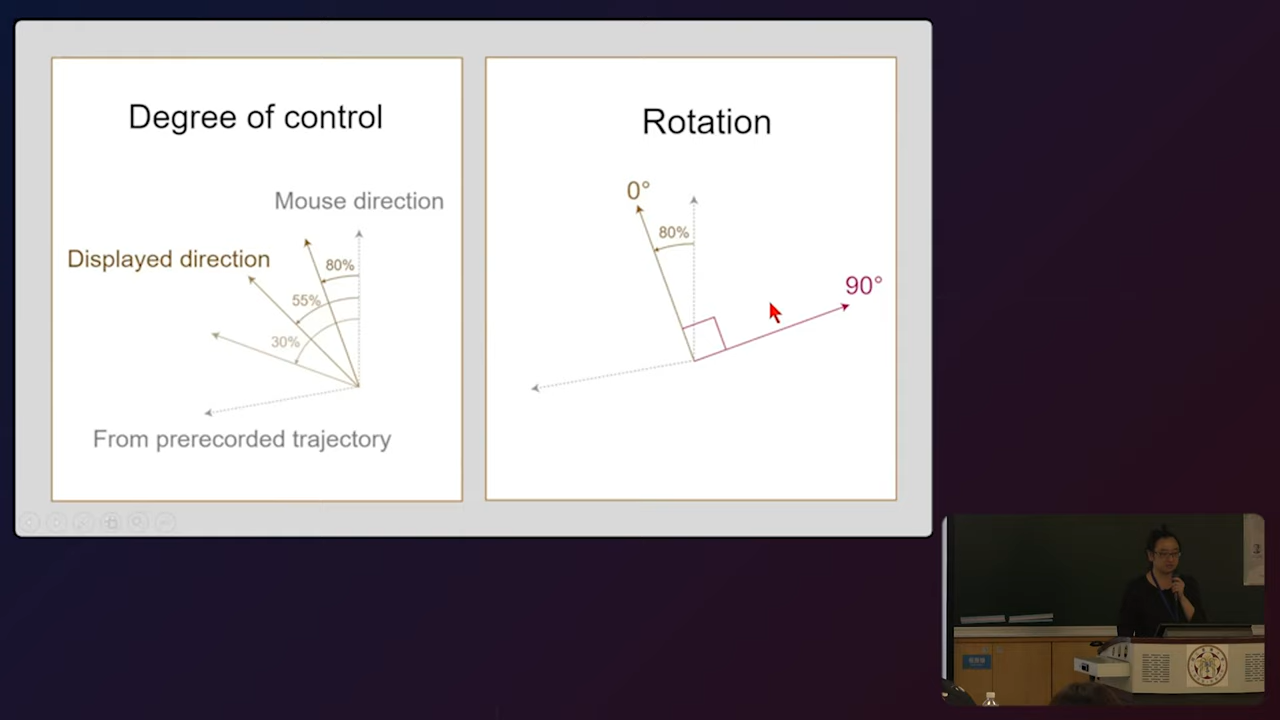 Degree of control
Mouse direction
Displayed direction
80%
55%
30%
From prerecorded trajectory
Rotation
0°
80%
90°